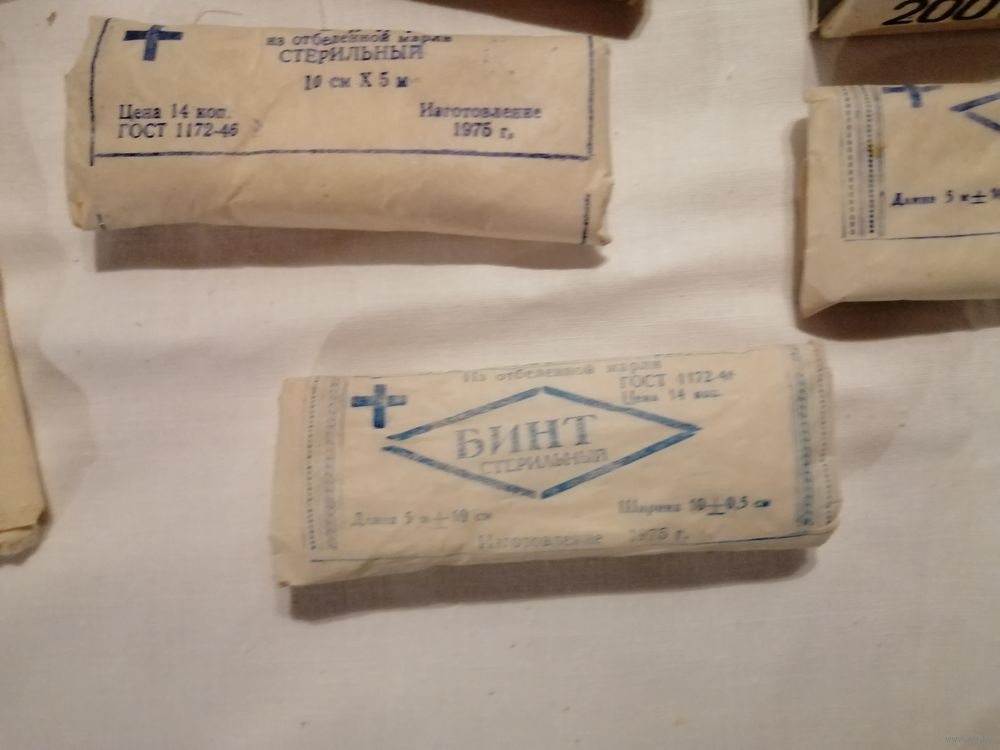 из отбеленной марли
СТЕРИЛЬНЫЙ
10 см Х 5 м
Цена 14 коп.
ГОСТ 1172-46
Изготовление
1975 г.
200
Длина 5 м±10
Из отбеленной марли
ГОСТ 1172-46
Цена 14 коп.
БИНТ
СТЕРИЛЬНЫЙ
Длина 5 м±10 см
Ширина 10±0,5 см
Изготовление 1975 г.